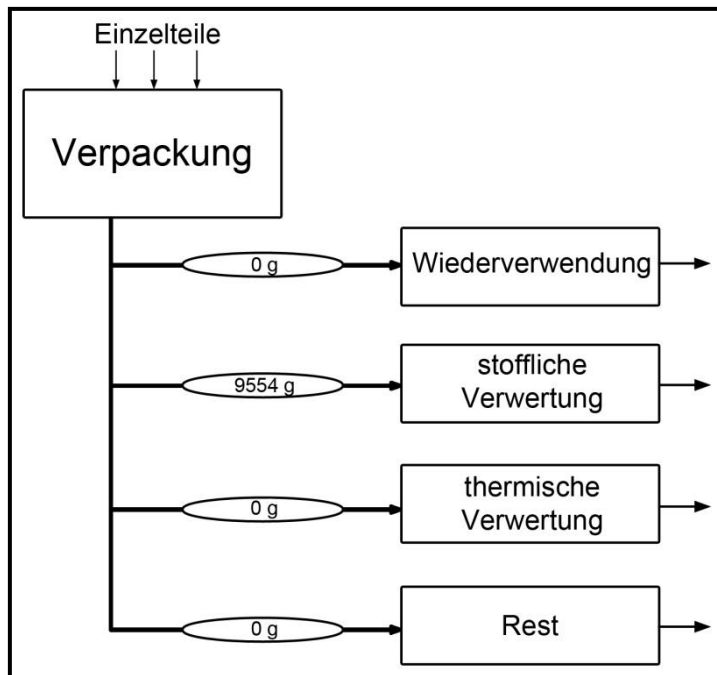 Einzelteile
Verpackung
0 g
Wiederverwendung
9554 g
stoffliche
Verwertung
0 g
thermische
Verwertung
0 g
Rest